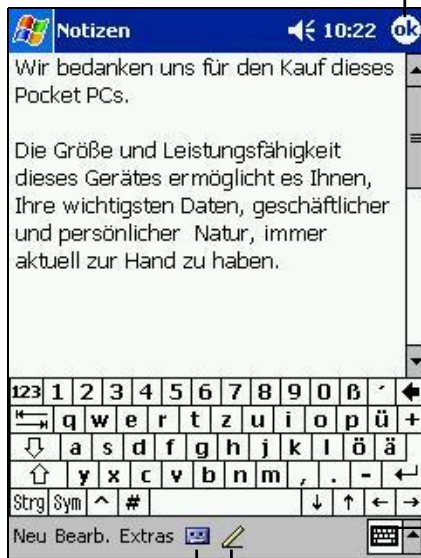 Notizen 10:22 ok
Wir bedanken uns für den Kauf dieses
Pocket PCs.
Die Größe und Leistungsfähigkeit
dieses Gerätes ermöglicht es Ihnen,
Ihre wichtigsten Daten, geschäftlicher
und persönlicher Natur, immer
aktuell zur Hand zu haben.
123 1 2 3 4 5 6 7 8 9 0 ß ´
q w e r t z u i o p ü +
a s d f g h j k l ö ä
y x c v b n m , . -
Strg Sym ^ # ↓ ↑ ← →
Neu Bearb. Extras